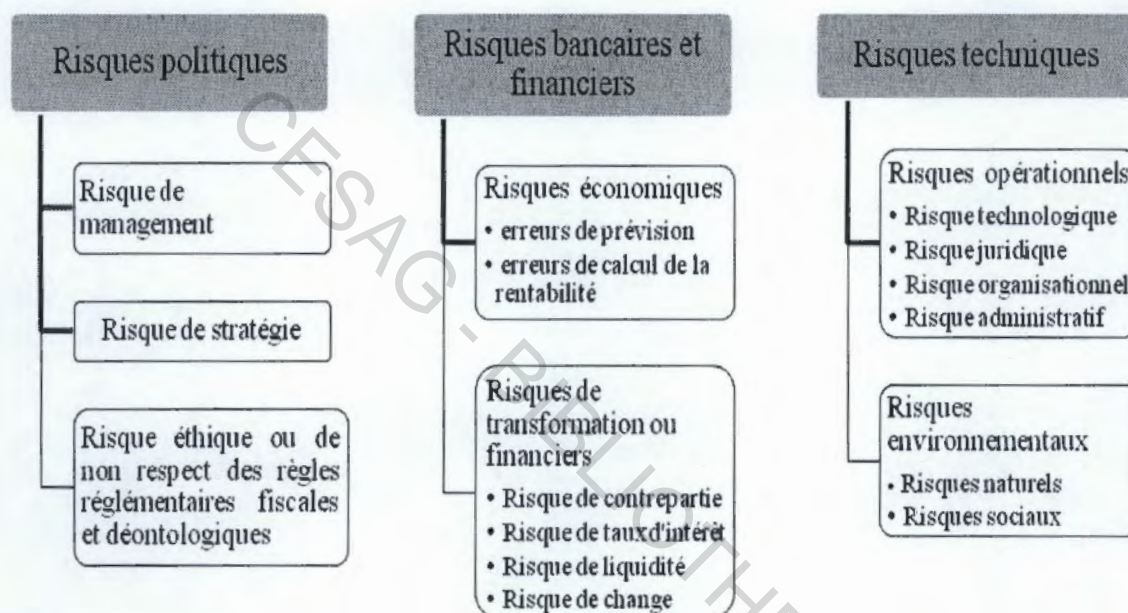 Risques politiques
Risque de
management
Risque de stratégie
Risque éthique ou de
non respect des règles
réglémentaires fiscales
et déontologiques
Risques bancaires et
financiers
Risques économiques
• erreurs de prévision
• erreurs de calcul de la
rentabilité
Risques de
transformation ou
financiers
• Risque de contrepartie
• Risque de taux d'intérêt
• Risque de liquidité
• Risque de change
Risques techniques
Risques opérationnels
• Risque technologique
• Risque juridique
• Risque organisationnel
• Risque administratif
Risques
environnementaux
• Risques naturels
• Risques sociaux
CESAG - BIBLIOTHE